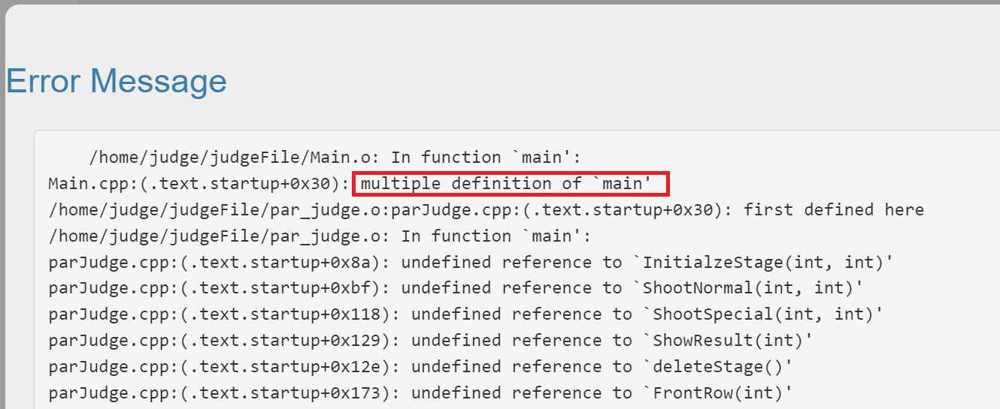 Error Message
/home/judge/judgeFile/Main.o: In function `main':
Main.cpp:(.text.startup+0x30): multiple definition of `main'
/home/judge/judgeFile/par_judge.o:parJudge.cpp:(.text.startup+0x30): first defined here
/home/judge/judgeFile/par_judge.o: In function `main':
parJudge.cpp:(.text.startup+0x8a): undefined reference to `InitialzeStage(int, int)'
parJudge.cpp:(.text.startup+0xbf): undefined reference to `ShootNormal(int, int)'
parJudge.cpp:(.text.startup+0x118): undefined reference to `ShootSpecial(int, int)'
parJudge.cpp:(.text.startup+0x129): undefined reference to `ShowResult(int)'
parJudge.cpp:(.text.startup+0x12e): undefined reference to `deleteStage()'
parJudge.cpp:(.text.startup+0x173): undefined reference to `FrontRow(int)'